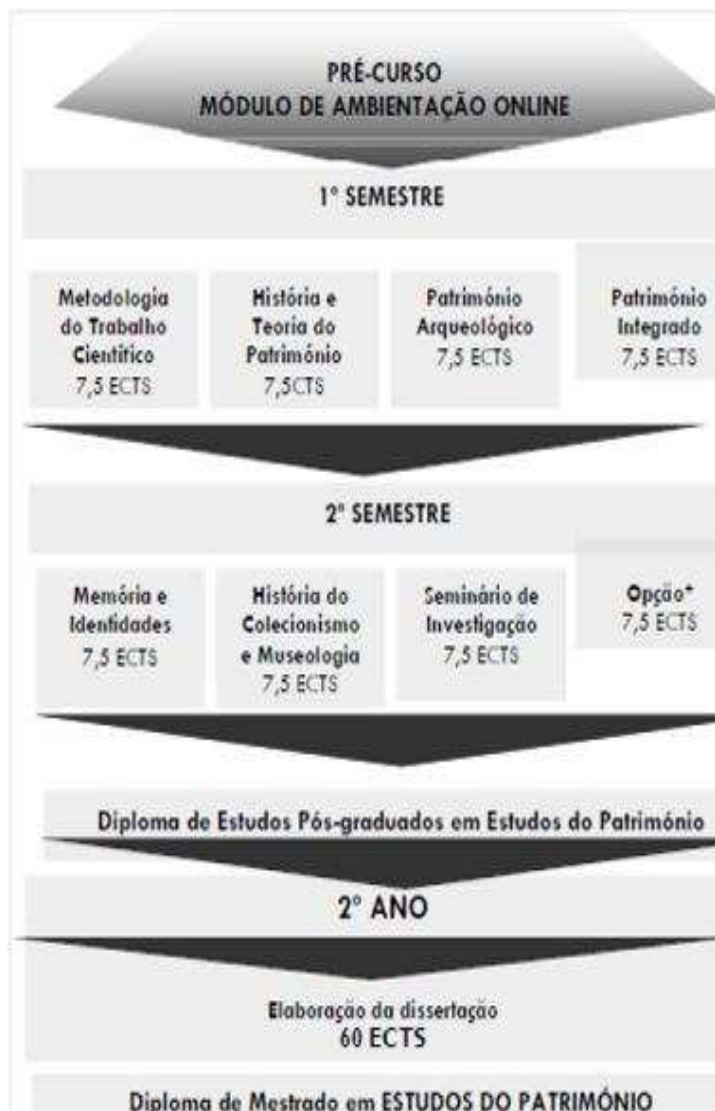 PRÉ-CURSO
MÓDULO DE AMBIENTAÇÃO ONLINE
1º SEMESTRE
Metodologia
do Trabalho
Científico
7,5 ECTS
História e
Teoria do
Património
7,5CTS
Património
Arqueológico
7,5 ECTS
Património
Integrado
7,5 ECTS
2º SEMESTRE
Memória e
Identidades
7,5 ECTS
História do
Colecionismo
e Museologia
7,5 ECTS
Seminário de
Investigação
7,5 ECTS
Opção*
7,5 ECTS
Diploma de Estudos Pós-graduados em Estudos do Património
2º ANO
Elaboração da dissertação
60 ECTS
Diploma de Mestrado em ESTUDOS DO PATRIMÓNIO